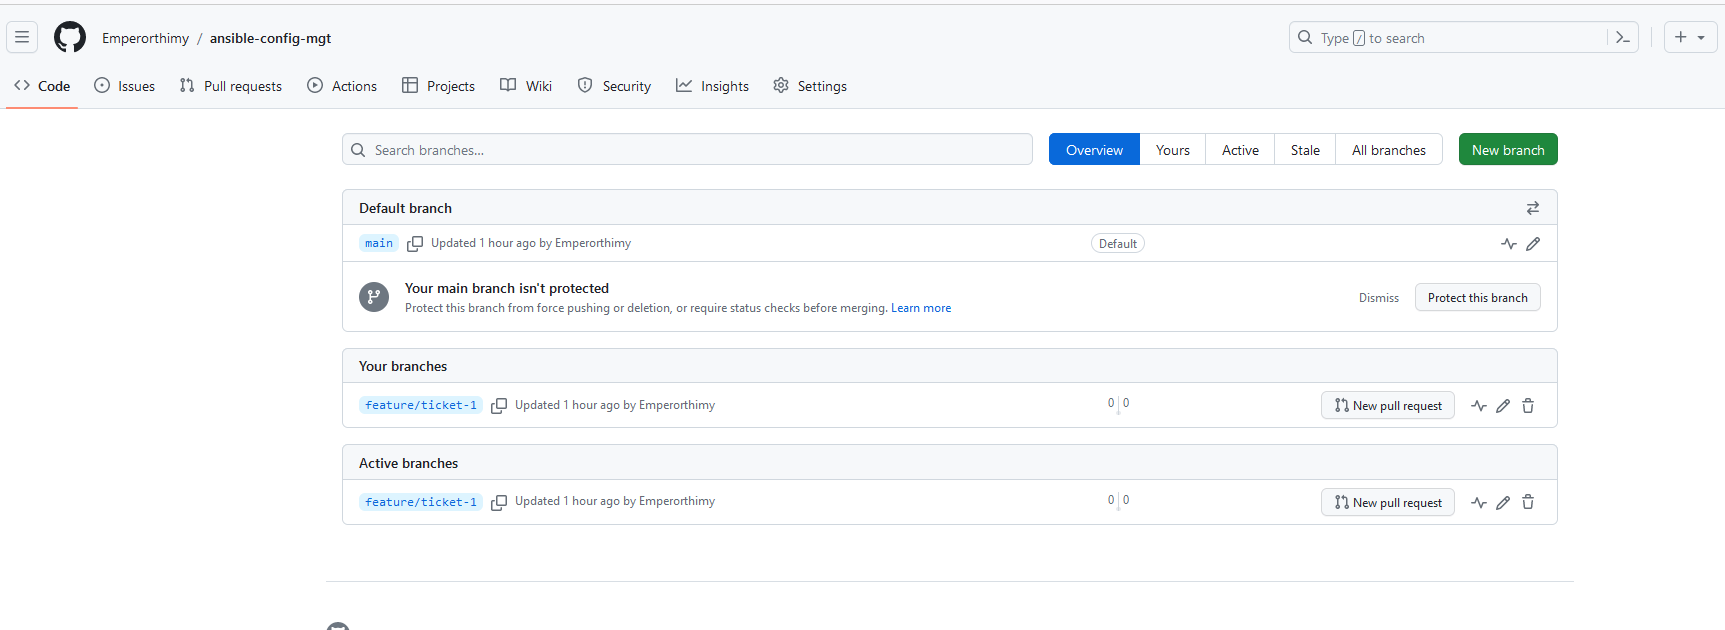 Emperorthimy / ansible-config-mgt
Type / to search
Code Issues Pull requests Actions Projects Wiki Security Insights Settings
Search branches...
Overview Yours Active Stale All branches New branch
Default branch
main Updated 1 hour ago by Emperorthimy Default
Your main branch isn't protected
Protect this branch from force pushing or deletion, or require status checks before merging. Learn more
Dismiss Protect this branch
Your branches
feature/ticket-1 Updated 1 hour ago by Emperorthimy 0 0 New pull request
Active branches
feature/ticket-1 Updated 1 hour ago by Emperorthimy 0 0 New pull request